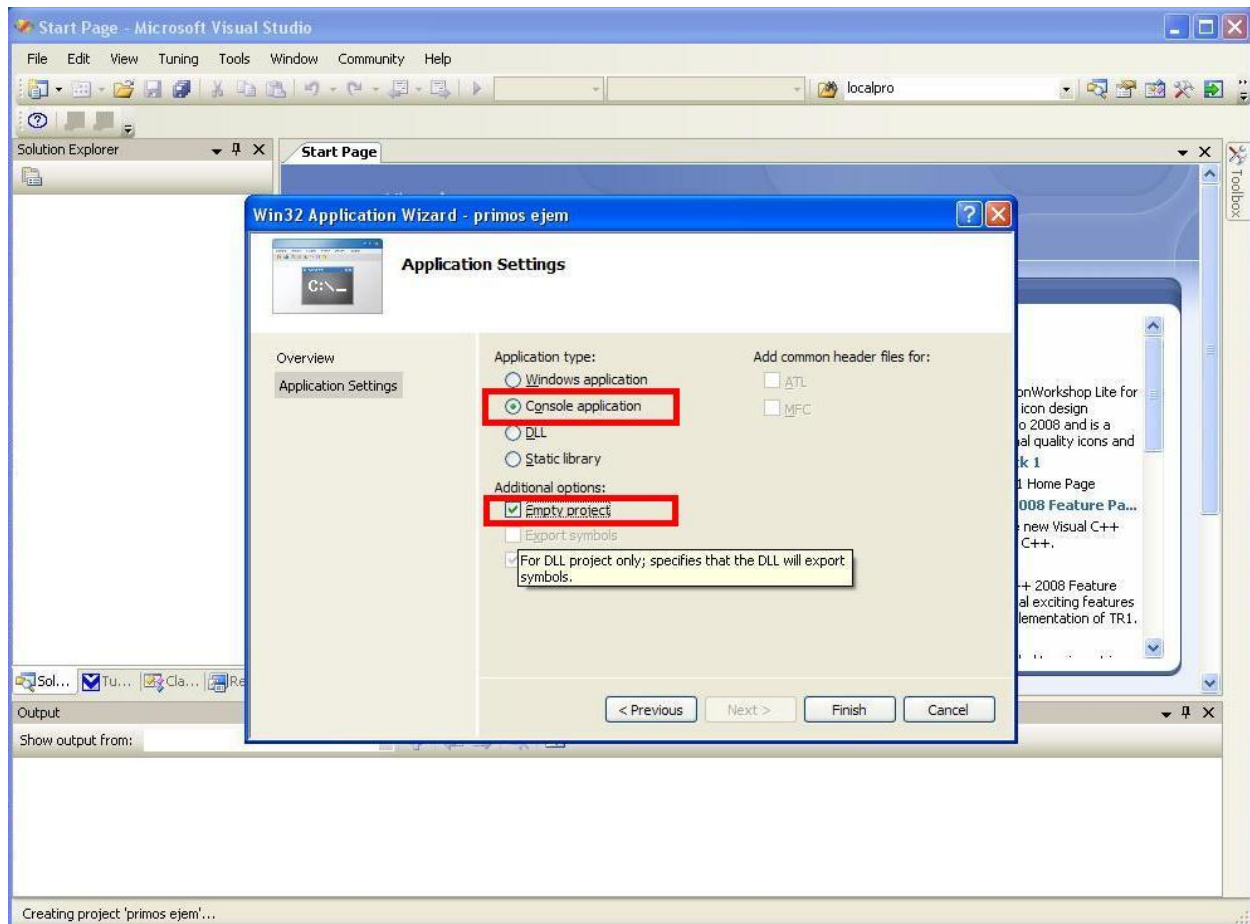 Start Page - Microsoft Visual Studio
File Edit View Tuning Tools Window Community Help
localpro
Solution Explorer
Start Page
Toolbox
Win32 Application Wizard - primos ejem
C:\_
Application Settings
Overview
Application Settings
Application type:
Windows application
Console application
DLL
Static library
Additional options:
Empty project
Export symbols
For DLL project only; specifies that the DLL will export
symbols.
Add common header files for:
ATL
MFC
< Previous Next > Finish Cancel
onWorkshop Lite for
icon design
o 2008 and is a
al quality icons and
k 1
1 Home Page
008 Feature Pa...
new Visual C++
C++.
++ 2008 Feature
al exciting features
lementation of TR1.
Sol... Tu... Cla... Re
Output
Show output from:
Creating project 'primos ejem'...